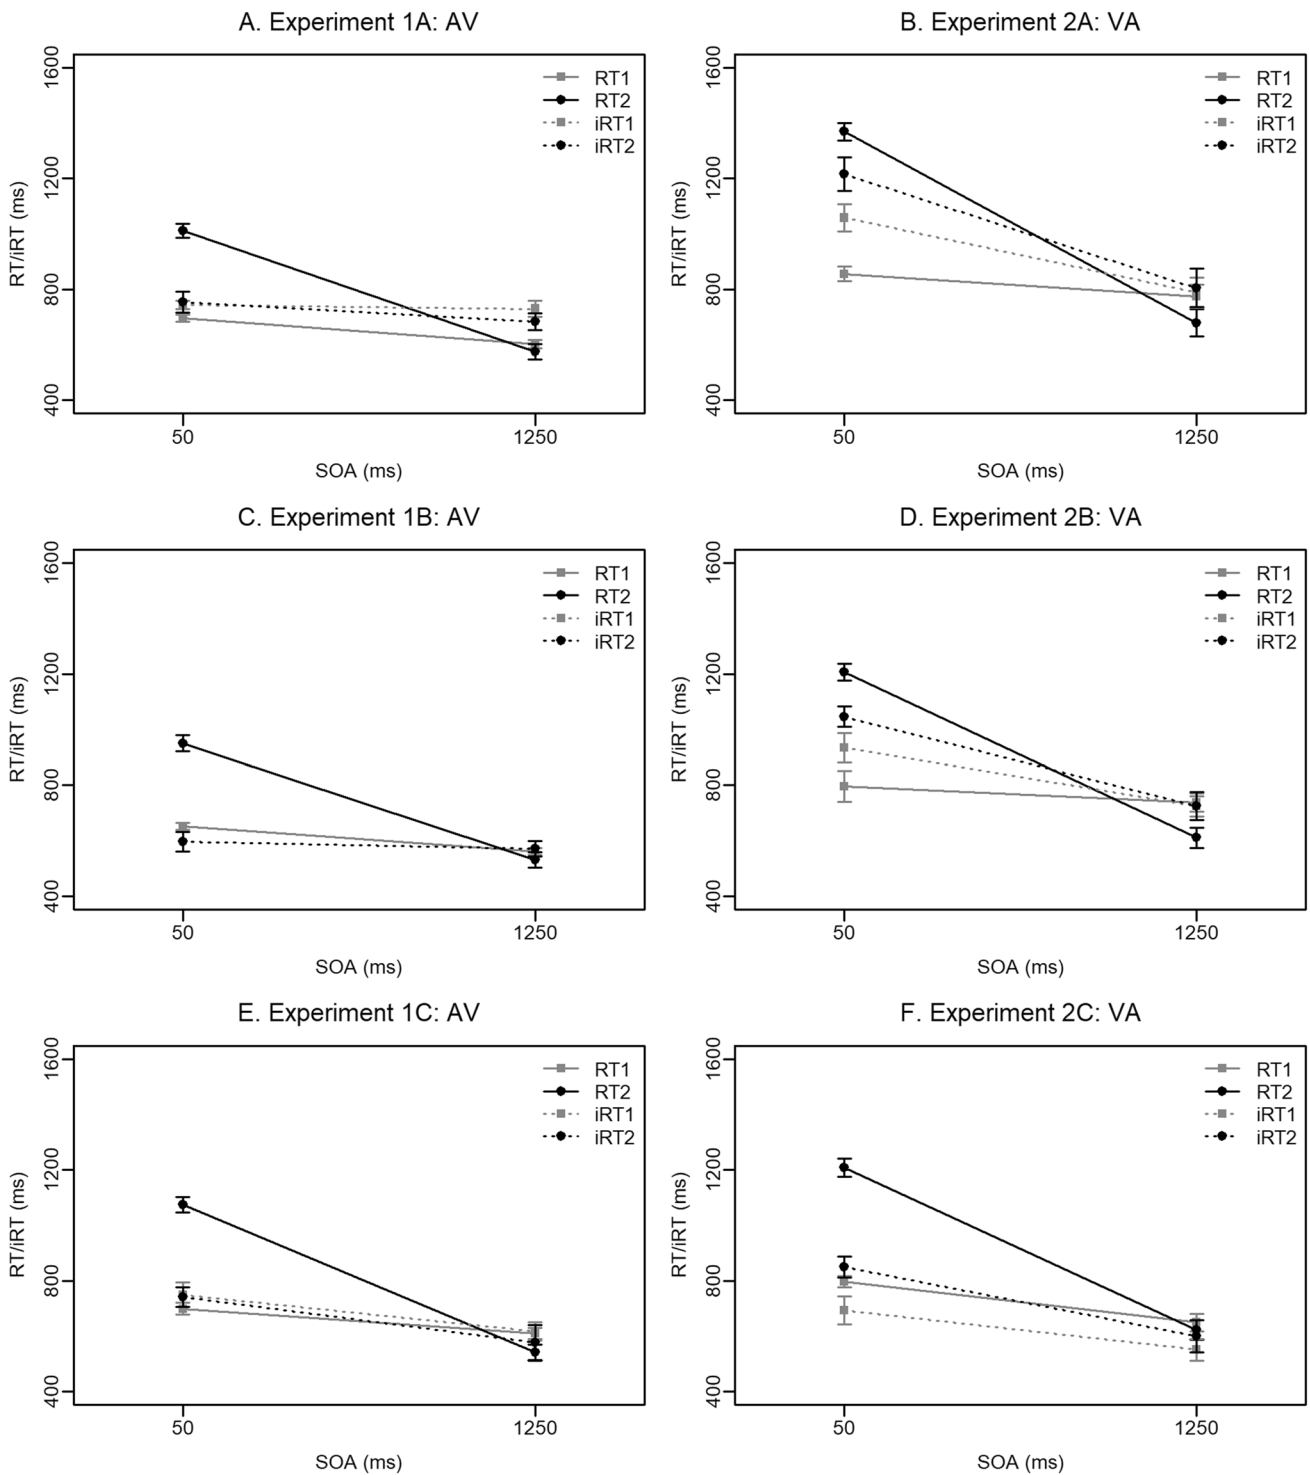 A. Experiment 1A: AV
RT/iRT (ms)
1600
1200
800
400
RT1
RT2
iRT1
iRT2
50
1250
SOA (ms)
B. Experiment 2A: VA
RT/iRT (ms)
1600
1200
800
400
RT1
RT2
iRT1
iRT2
50
1250
SOA (ms)
C. Experiment 1B: AV
RT/iRT (ms)
1600
1200
800
400
RT1
RT2
iRT1
iRT2
50
1250
SOA (ms)
D. Experiment 2B: VA
RT/iRT (ms)
1600
1200
800
400
RT1
RT2
iRT1
iRT2
50
1250
SOA (ms)
E. Experiment 1C: AV
RT/iRT (ms)
1600
1200
800
400
RT1
RT2
iRT1
iRT2
50
1250
SOA (ms)
F. Experiment 2C: VA
RT/iRT (ms)
1600
1200
800
400
RT1
RT2
iRT1
iRT2
50
1250
SOA (ms)